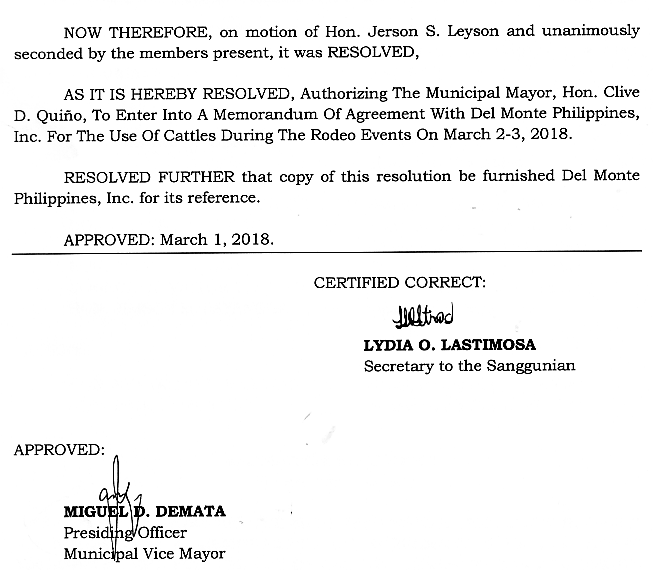 NOW THEREFORE, on motion of Hon. Jerson S. Leyson and unanimously
seconded by the members present, it was RESOLVED,
AS IT IS HEREBY RESOLVED, Authorizing The Municipal Mayor, Hon. Clive
D. Quiño, To Enter Into A Memorandum Of Agreement With Del Monte Philippines,
Inc. For The Use Of Cattles During The Rodeo Events On March 2-3, 2018.
RESOLVED FURTHER that copy of this resolution be furnished Del Monte
Philippines, Inc. for its reference.
APPROVED: March 1, 2018.
CERTIFIED CORRECT:
LYDIA O. LASTIMOSA
Secretary to the Sanggunian
APPROVED:
MIGUEL D. DEMATA
Presiding Officer
Municipal Vice Mayor